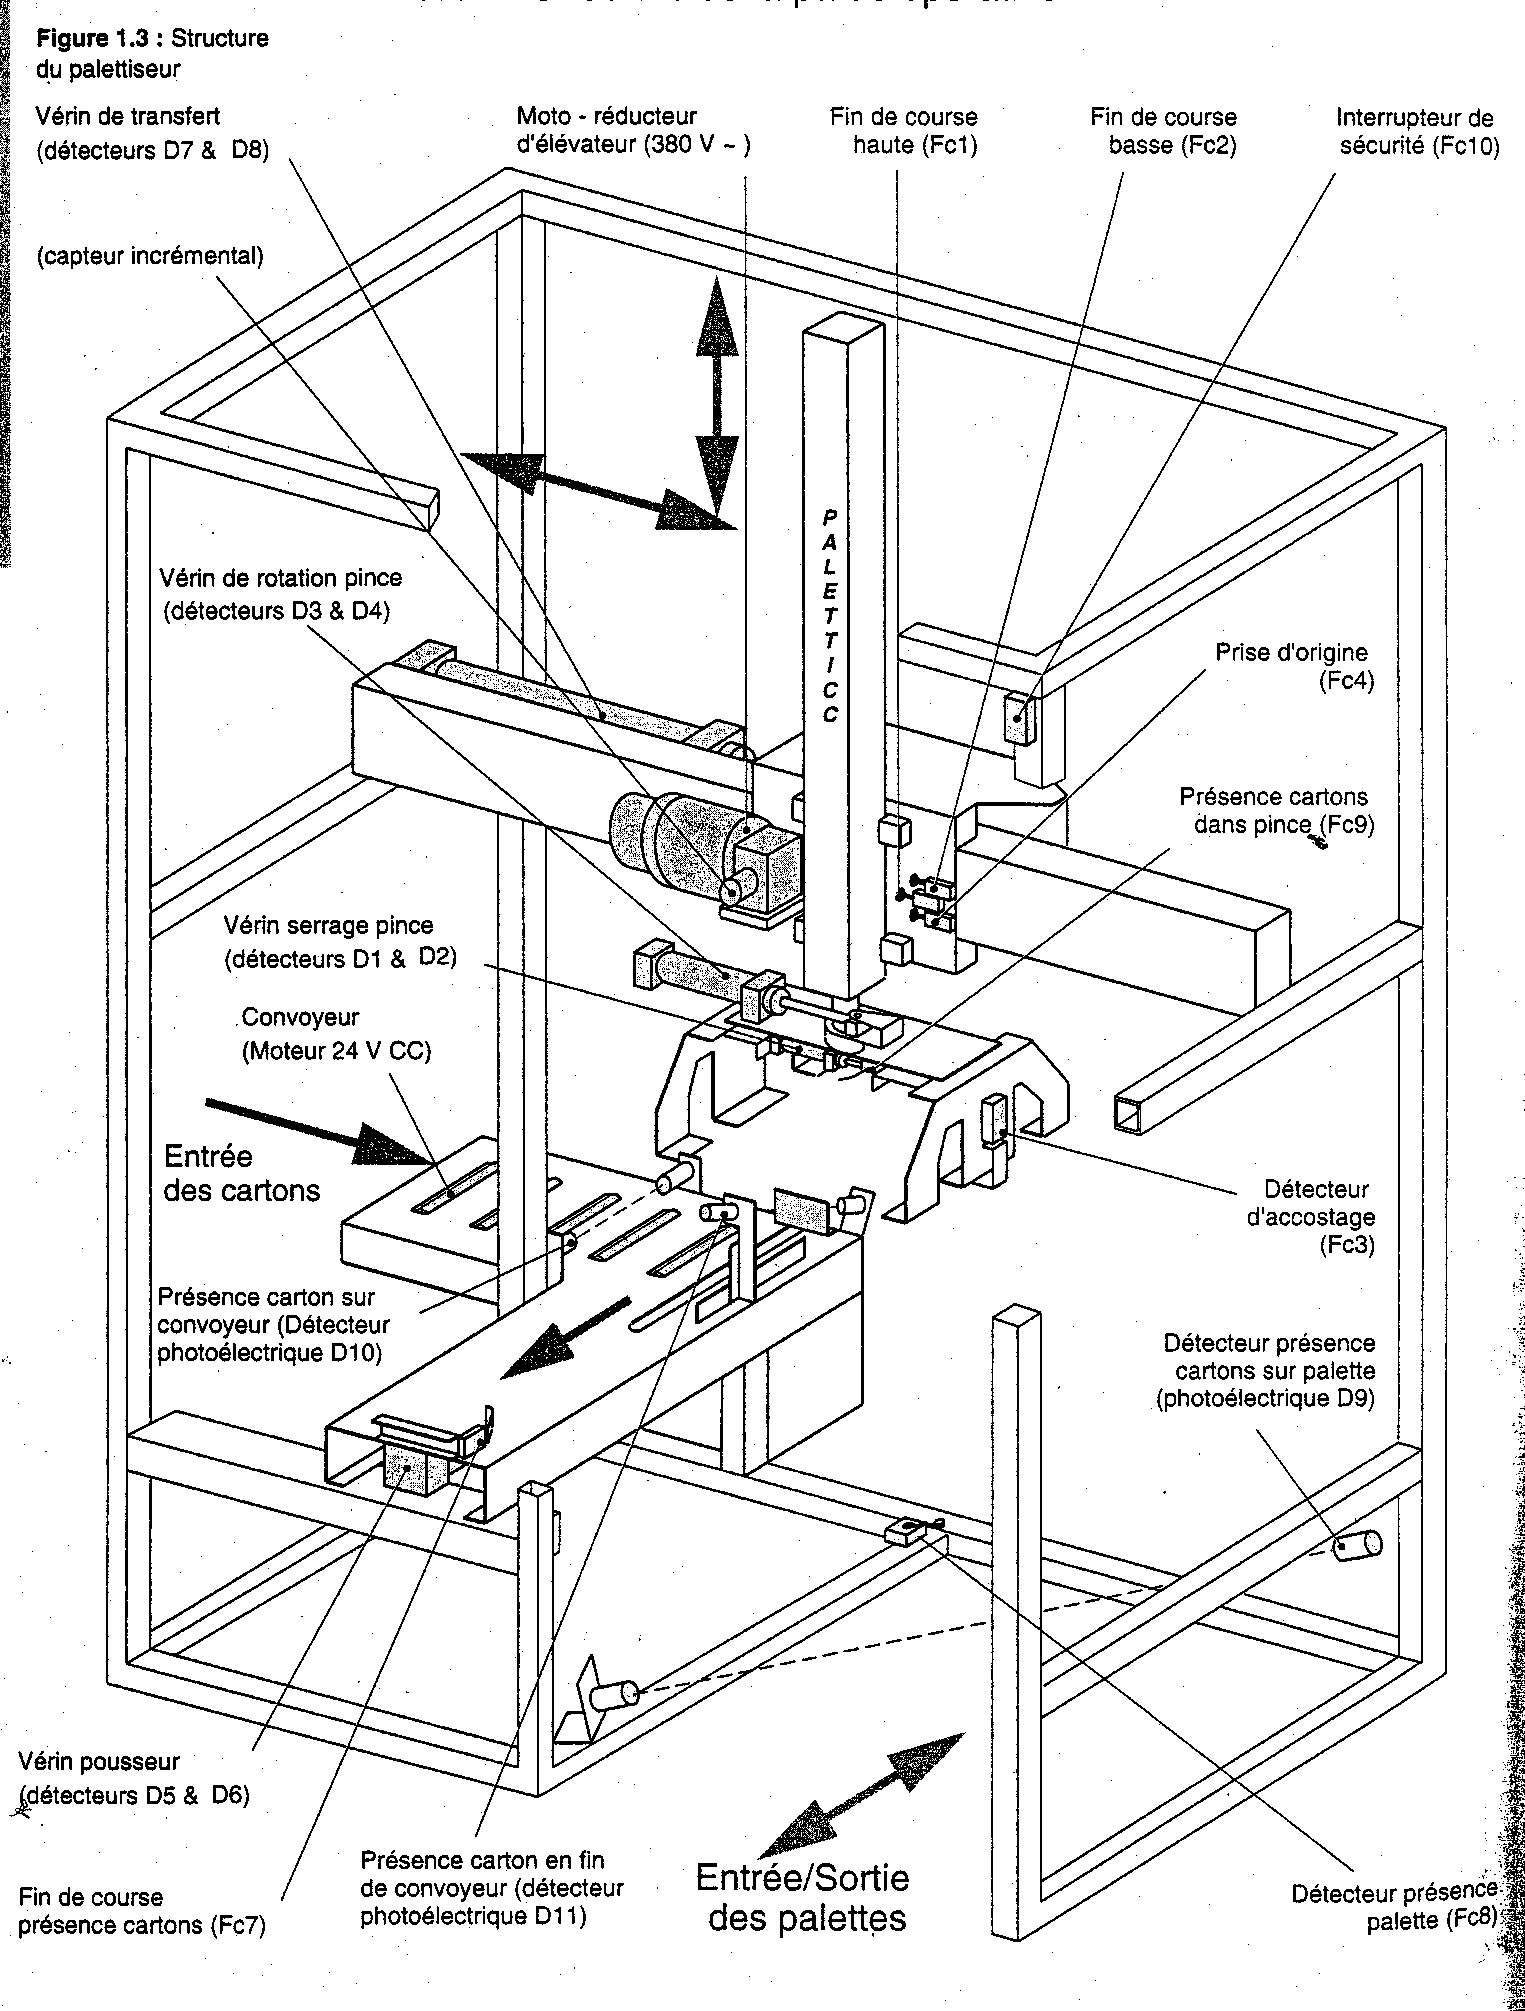 Figure 1.3 : Structure
du palettiseur
Vérin de transfert
(détecteurs D7 & D8)
Moto - réducteur
d'élévateur (380 V ~ )
Fin de course
haute (Fc1)
Fin de course
basse (Fc2)
Interrupteur de
sécurité (Fc10)
(capteur incrémental)
PALETTICC
Vérin de rotation pince
(détecteurs D3 & D4)
Prise d'origine
(Fc4)
Présence cartons
dans pince (Fc9)
Vérin serrage pince
(détecteurs D1 & D2)
Convoyeur
(Moteur 24 V CC)
Entrée
des cartons
Détecteur
d'accostage
(Fc3)
Présence carton sur
convoyeur (Détecteur
photoélectrique D10)
Détecteur présence
cartons sur palette
(photoélectrique D9)
Vérin pousseur
(détecteurs D5 & D6)
Présence carton en fin
de convoyeur (détecteur
photoélectrique D11)
Entrée/Sortie
des palettes
Fin de course
présence cartons (Fc7)
Détecteur présence
palette (Fc8)